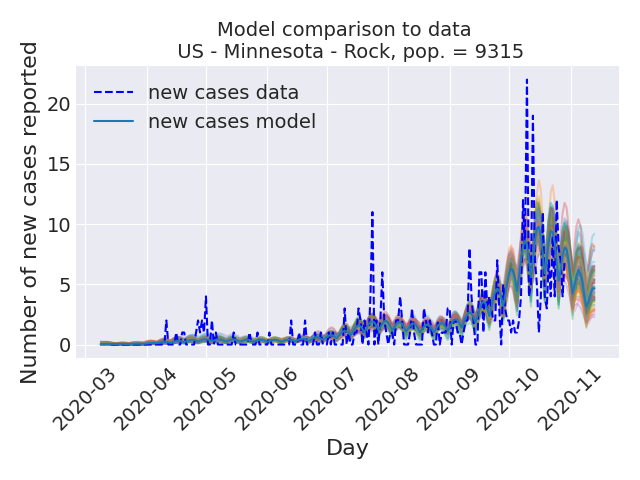 Model comparison to data
US - Minnesota - Rock, pop. = 9315
Number of new cases reported
20
15
10
5
0
new cases data
new cases model
2020-03
2020-04
2020-05
2020-06
2020-07
2020-08
2020-09
2020-10
2020-11
Day